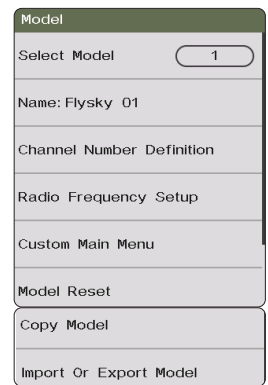 Model
Select Model 1
Name: Flysky 01
Channel Number Definition
Radio Frequency Setup
Custom Main Menu
Model Reset
Copy Model
Import Or Export Model